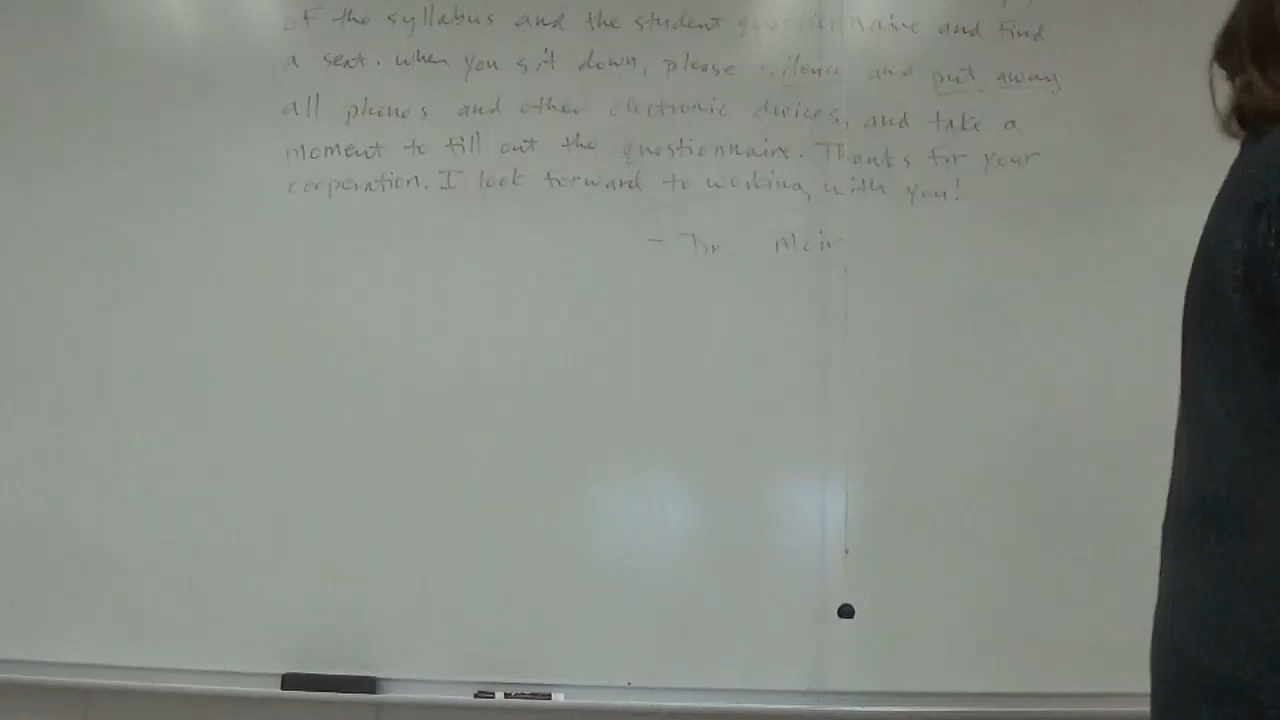 of the syllabus and the student questionnaire and find
a seat. When you sit down, please silence and put away
all phones and other electronic devices, and take a
moment to fill out the questionnaire. Thanks for your
cooperation. I look forward to working with you!
- Dr.